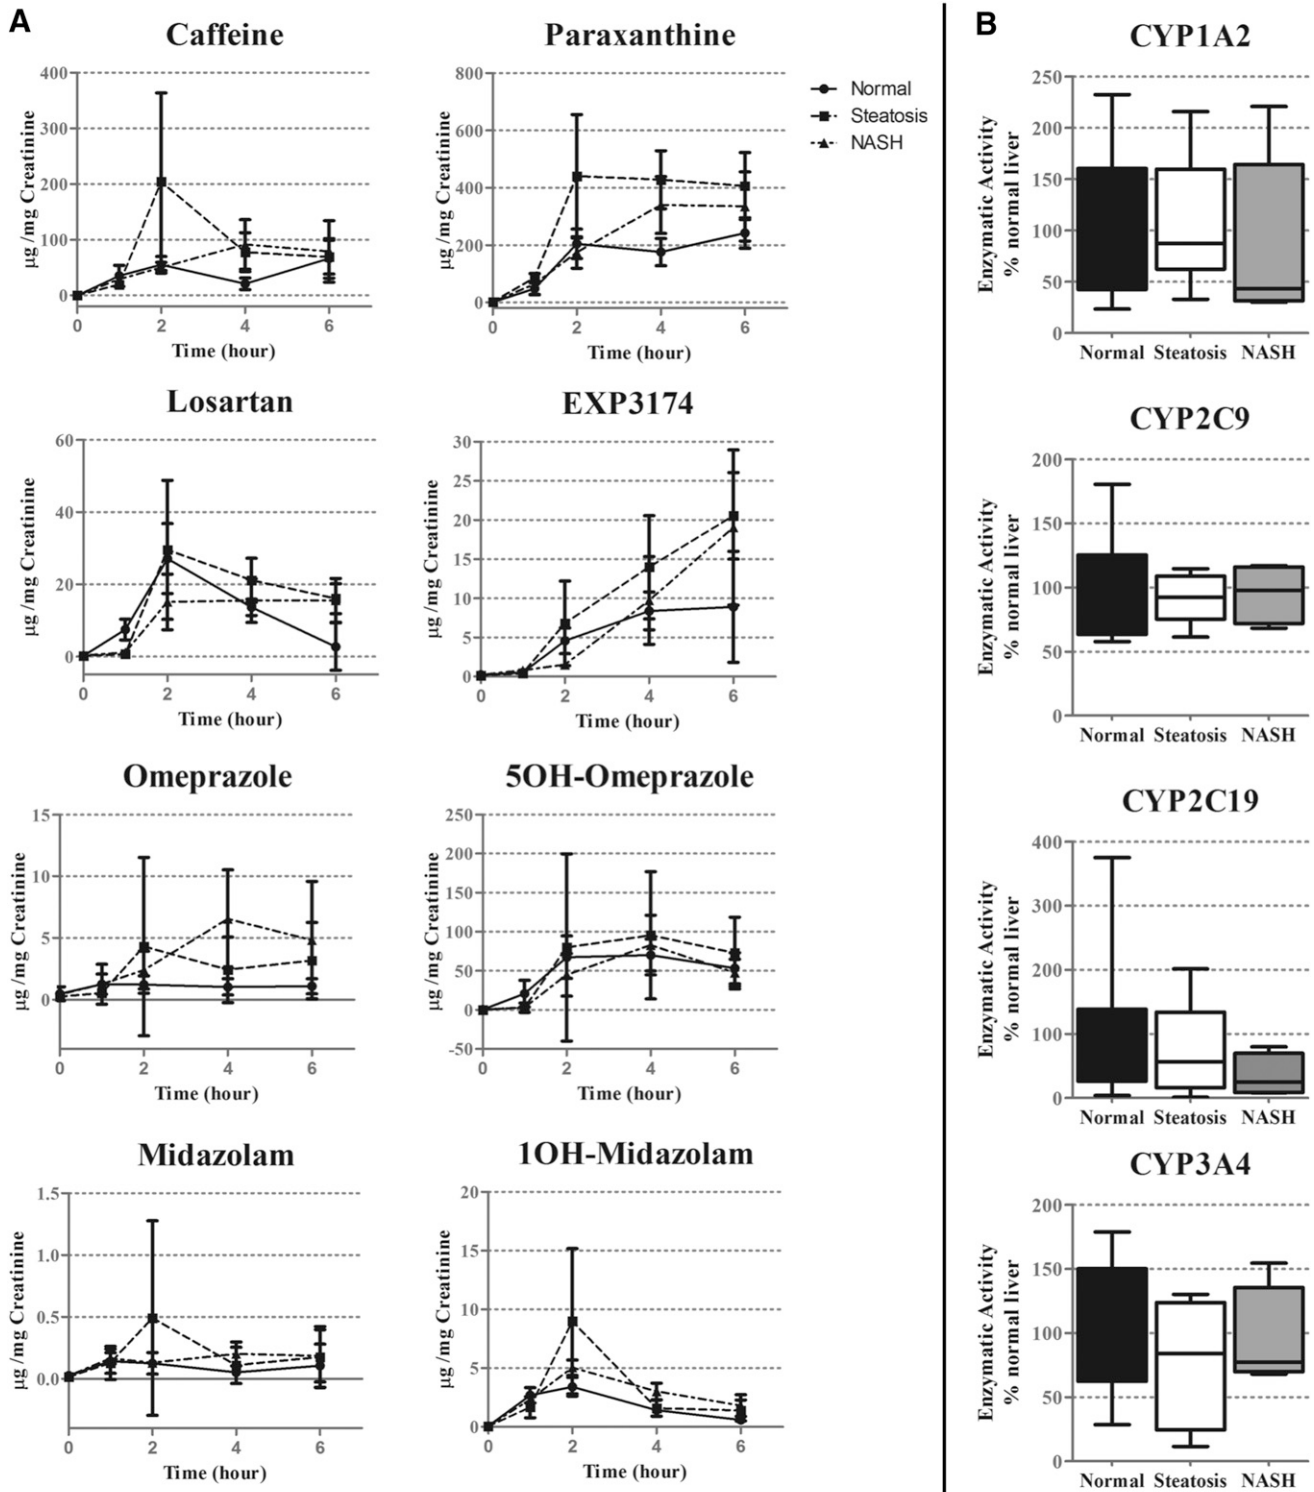 A
Caffeine
μg /mg Creatinine
400
300
200
100
0
0 2 4 6
Time (hour)
Paraxanthine
μg /mg Creatinine
800
600
400
200
0
0 2 4 6
Time (hour)
Normal
Steatosis
NASH
Losartan
μg /mg Creatinine
60
40
20
0
0 2 4 6
Time (hour)
EXP3174
μg /mg Creatinine
30
25
20
15
10
5
0
0 2 4 6
Time (hour)
Omeprazole
μg /mg Creatinine
15
10
5
0
0 2 4 6
Time (hour)
5OH-Omeprazole
μg /mg Creatinine
250
200
150
100
50
0
-50
0 2 4 6
Time (hour)
Midazolam
μg /mg Creatinine
1.5
1.0
0.5
0.0
0 2 4 6
Time (hour)
1OH-Midazolam
μg /mg Creatinine
20
15
10
5
0
0 2 4 6
Time (hour)
B
CYP1A2
Enzymatic Activity
% normal liver
250
200
150
100
50
0
Normal Steatosis NASH
CYP2C9
Enzymatic Activity
% normal liver
200
150
100
50
0
Normal Steatosis NASH
CYP2C19
Enzymatic Activity
% normal liver
400
300
200
100
0
Normal Steatosis NASH
CYP3A4
Enzymatic Activity
% normal liver
200
150
100
50
0
Normal Steatosis NASH